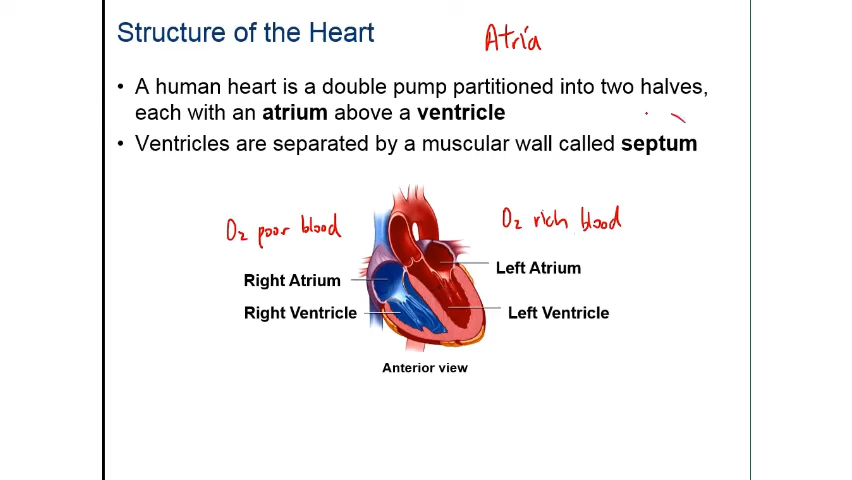 Structure of the Heart
Atria
• A human heart is a double pump partitioned into two halves,
each with an atrium above a ventricle
• Ventricles are separated by a muscular wall called septum
O₂ poor blood
O₂ rich blood
Right Atrium
Left Atrium
Right Ventricle
Left Ventricle
Anterior view